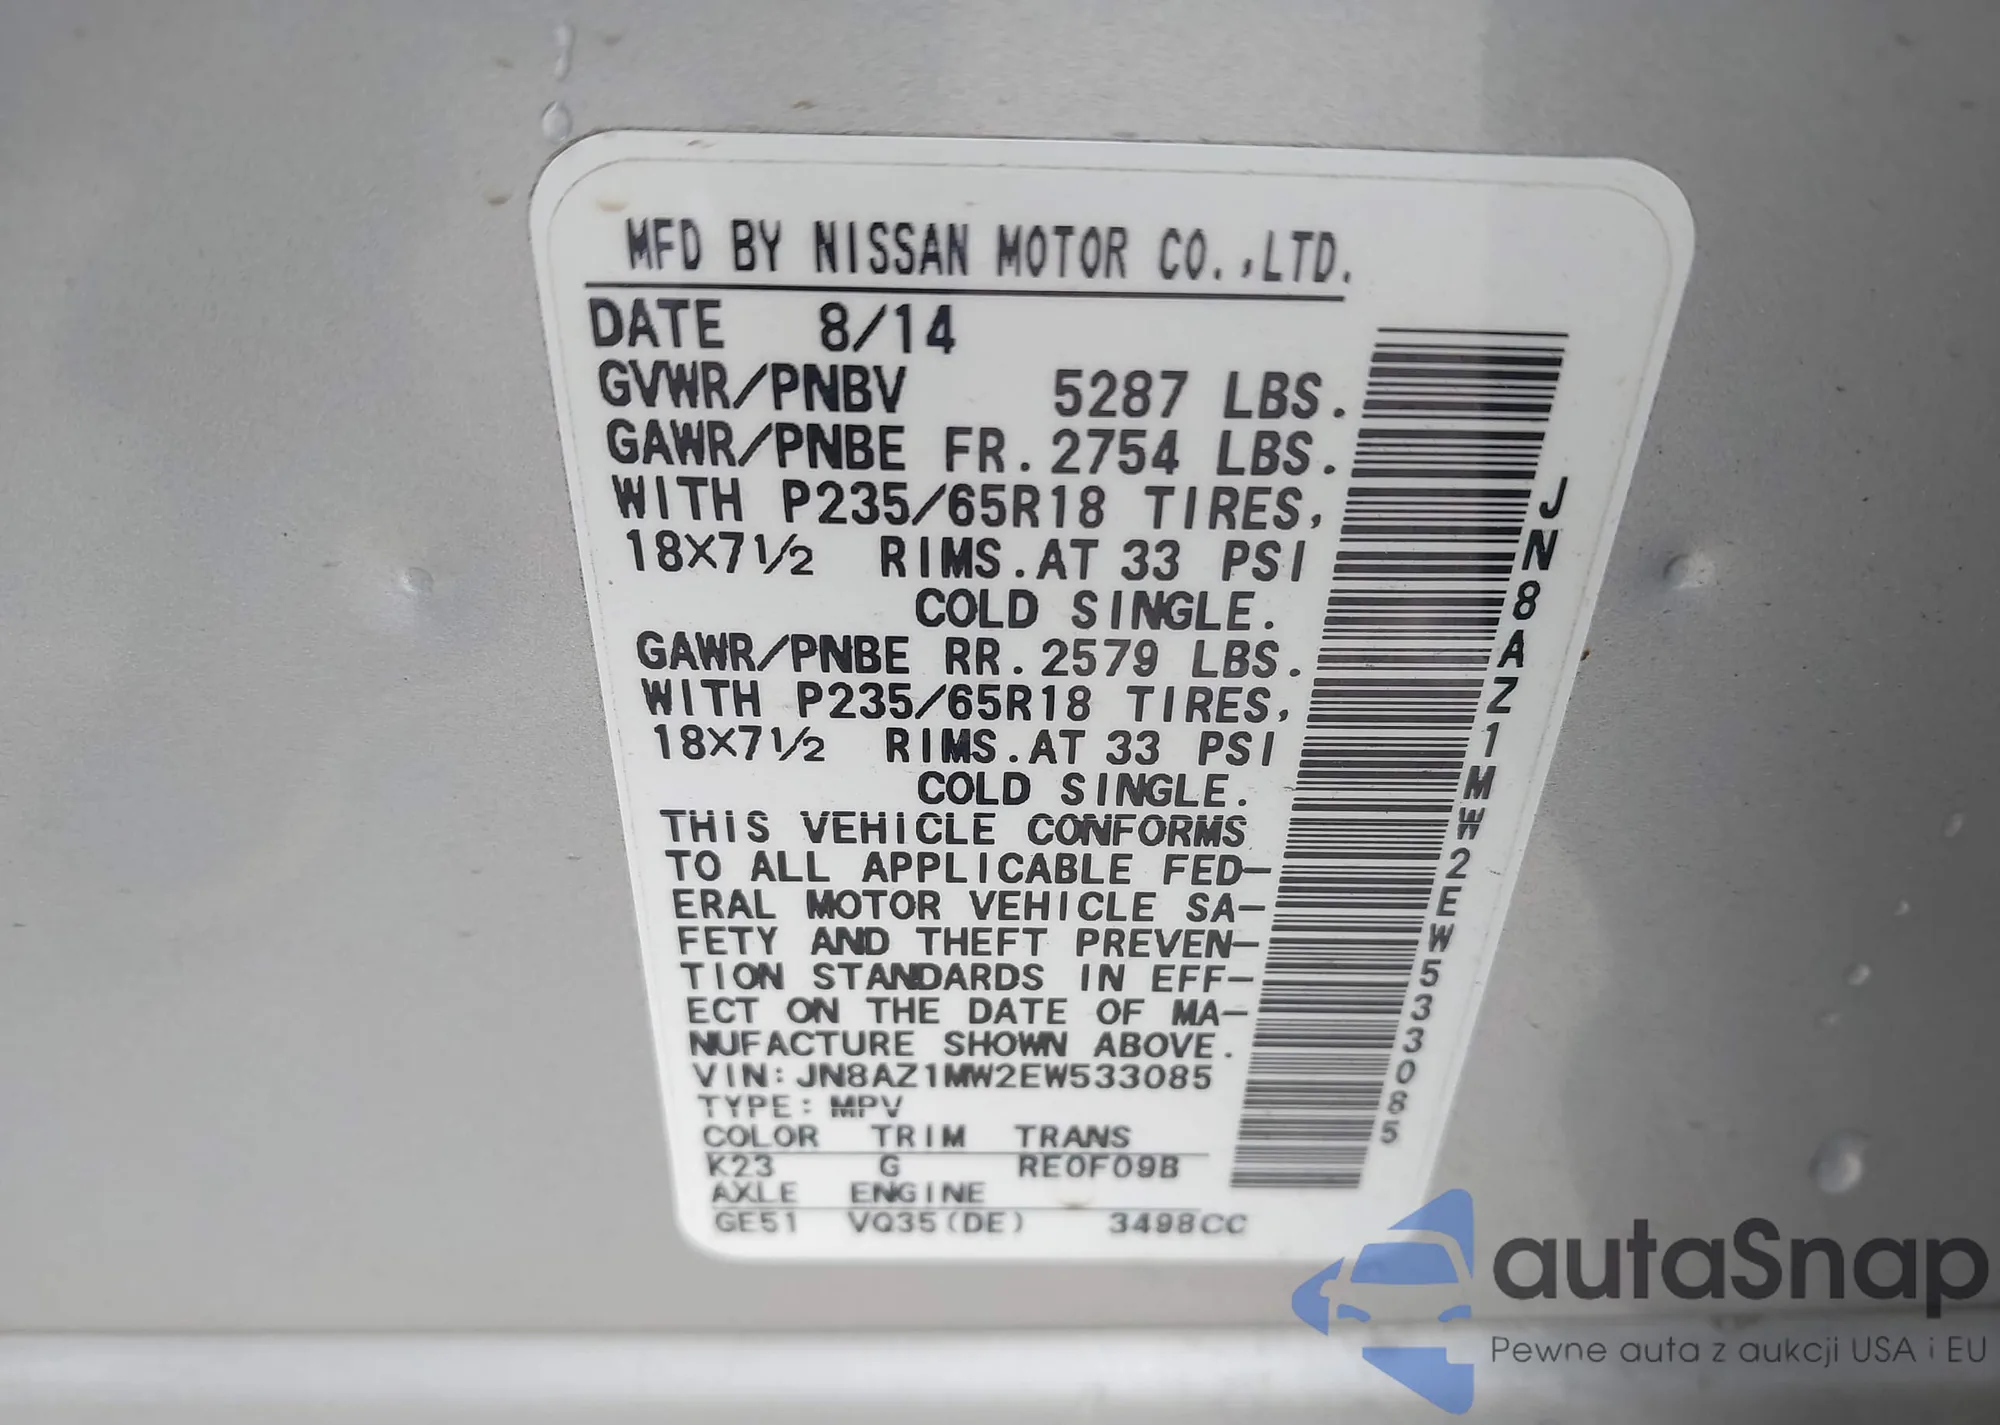 MFD BY NISSAN MOTOR CO.,LTD.
DATE 8/14
GVWR/PNBV 5287 LBS.
GAWR/PNBE FR. 2754 LBS.
WITH P235/65R18 TIRES,
18×7½ RIMS. AT 33 PSI
COLD SINGLE.
GAWR/PNBE RR. 2579 LBS.
WITH P235/65R18 TIRES,
18×7½ RIMS. AT 33 PSI
COLD SINGLE.
THIS VEHICLE CONFORMS
TO ALL APPLICABLE FED-
ERAL MOTOR VEHICLE SA-
FETY AND THEFT PREVEN-
TION STANDARDS IN EFF-
ECT ON THE DATE OF MA-
NUFACTURE SHOWN ABOVE.
VIN: JN8AZ1MW2EW533085
TYPE: MPV
COLOR TRIM TRANS
K23 G RE0F09B
AXLE ENGINE
GE51 VQ35(DE) 3498CC
JN8AZ1MW2EW533085
autaSnap
Pewne auta z aukcji USA i EU